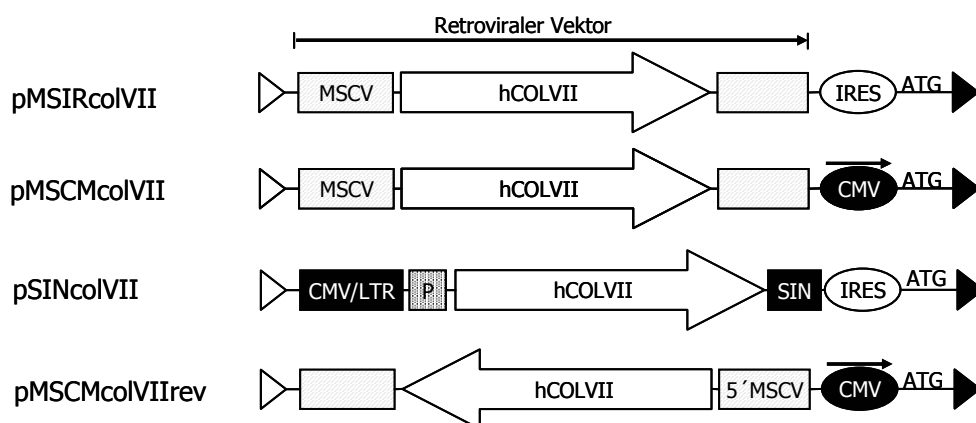 Retroviraler Vektor
pMSIRcolVII MSCV hCOLVII IRES ATG
pMSCMcolVII MSCV hCOLVII CMV ATG
pSINcolVII CMV/LTR P hCOLVII SIN IRES ATG
pMSCMcolVIIrev hCOLVII 5´MSCV CMV ATG